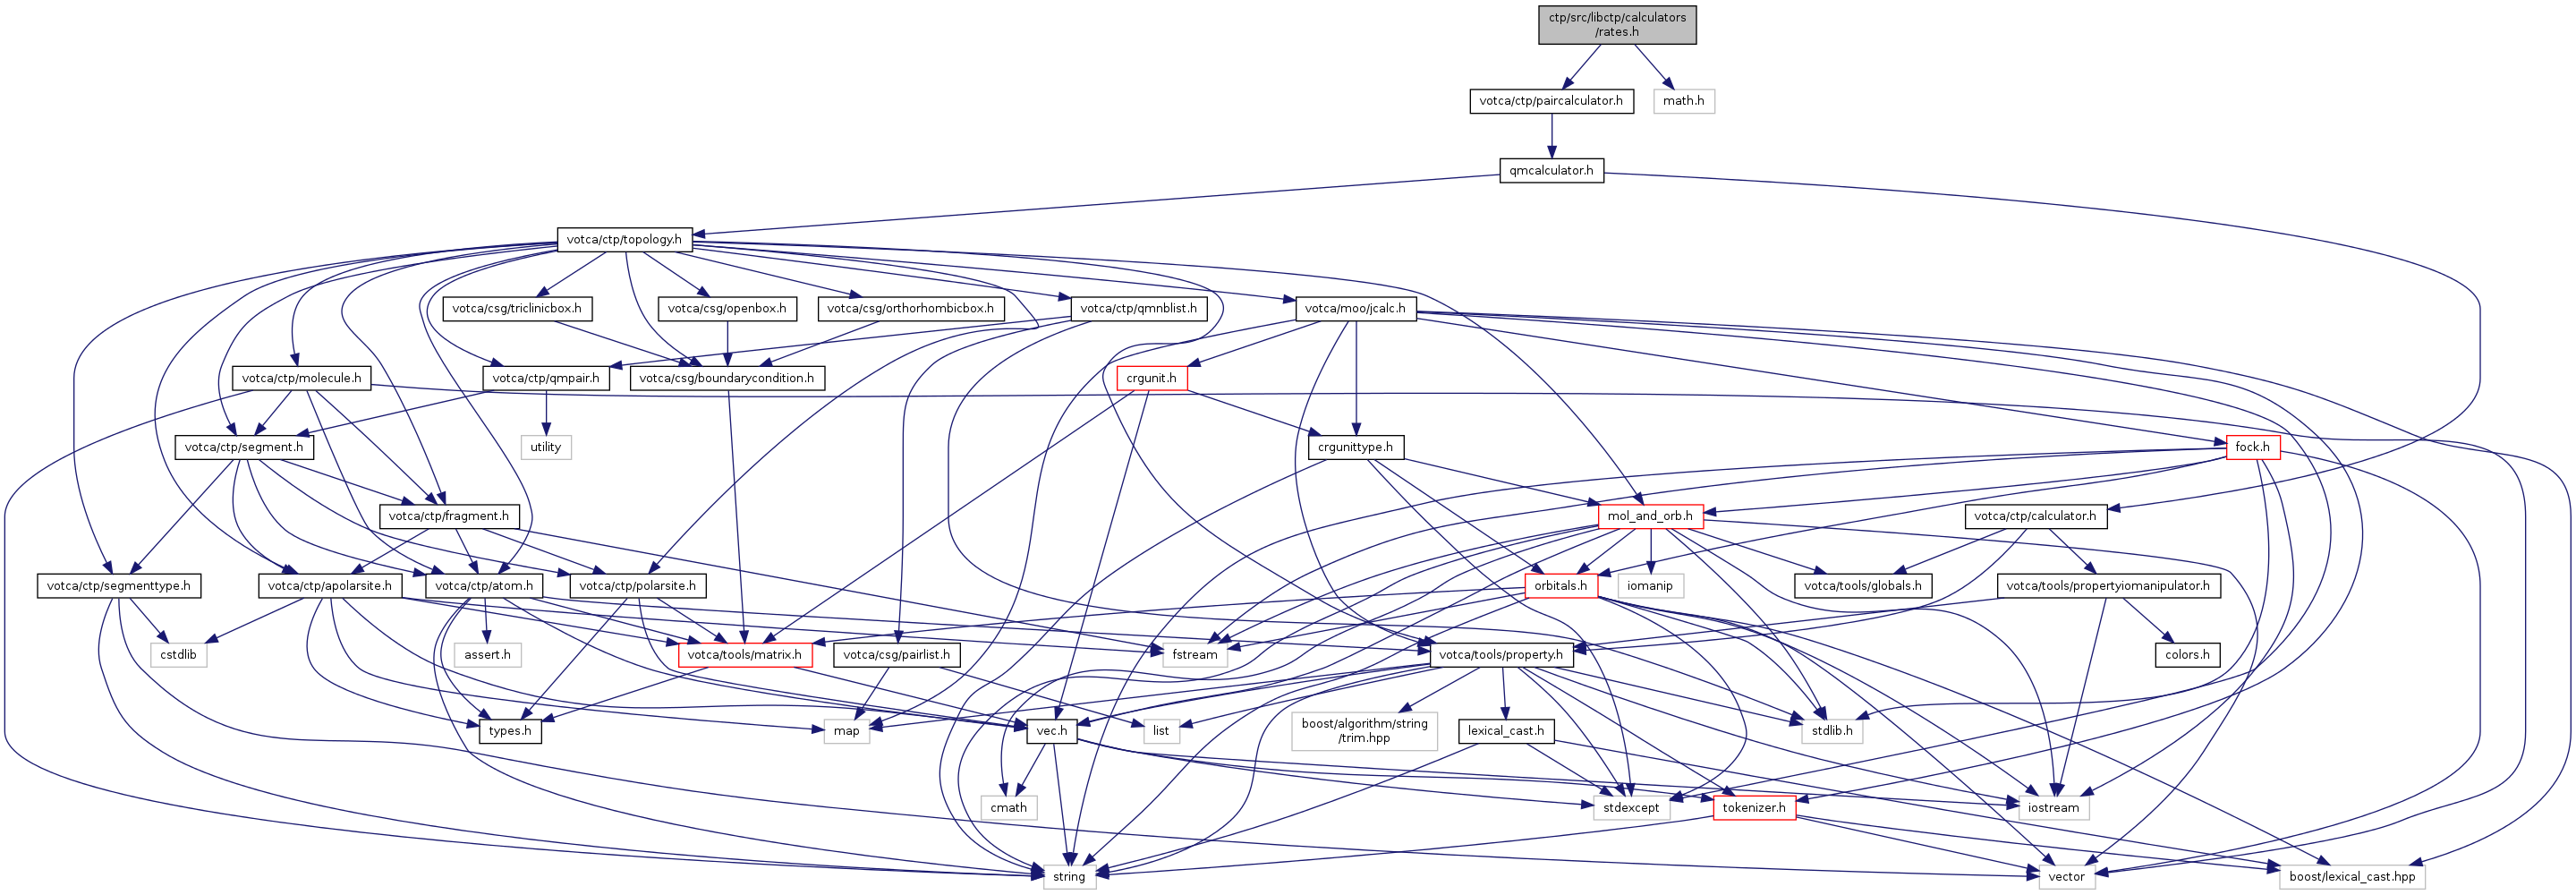 ctp/src/libctp/calculators
/rates.h
votca/ctp/paircalculator.h
math.h
qmcalculator.h
votca/ctp/topology.h
votca/csg/triclinicbox.h
votca/csg/openbox.h
votca/csg/orthorhombicbox.h
votca/ctp/qmnblist.h
votca/moo/jcalc.h
votca/ctp/molecule.h
votca/ctp/qmpair.h
votca/csg/boundarycondition.h
crgunit.h
votca/ctp/segment.h
utility
crgunittype.h
fock.h
votca/ctp/fragment.h
mol_and_orb.h
votca/ctp/calculator.h
votca/ctp/segmenttype.h
votca/ctp/apolarsite.h
votca/ctp/atom.h
votca/ctp/polarsite.h
orbitals.h
iomanip
votca/tools/globals.h
votca/tools/propertyiomanipulator.h
cstdlib
assert.h
votca/tools/matrix.h
votca/csg/pairlist.h
fstream
votca/tools/property.h
colors.h
types.h
map
vec.h
list
boost/algorithm/string
/trim.hpp
lexical_cast.h
stdlib.h
cmath
stdexcept
tokenizer.h
iostream
string
vector
boost/lexical_cast.hpp